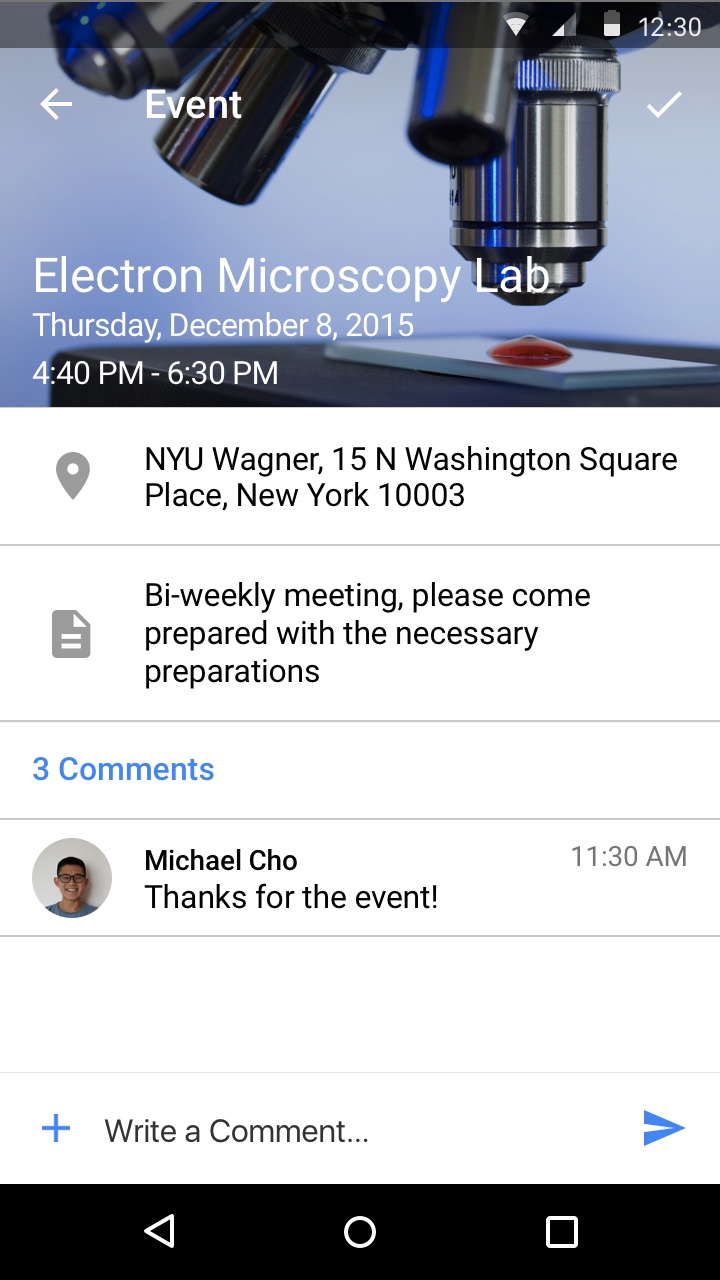 12:30
Event
Electron Microscopy Lab
Thursday, December 8, 2015
4:40 PM - 6:30 PM
NYU Wagner, 15 N Washington Square
Place, New York 10003
Bi-weekly meeting, please come
prepared with the necessary
preparations
3 Comments
Michael Cho
11:30 AM
Thanks for the event!
Write a Comment...